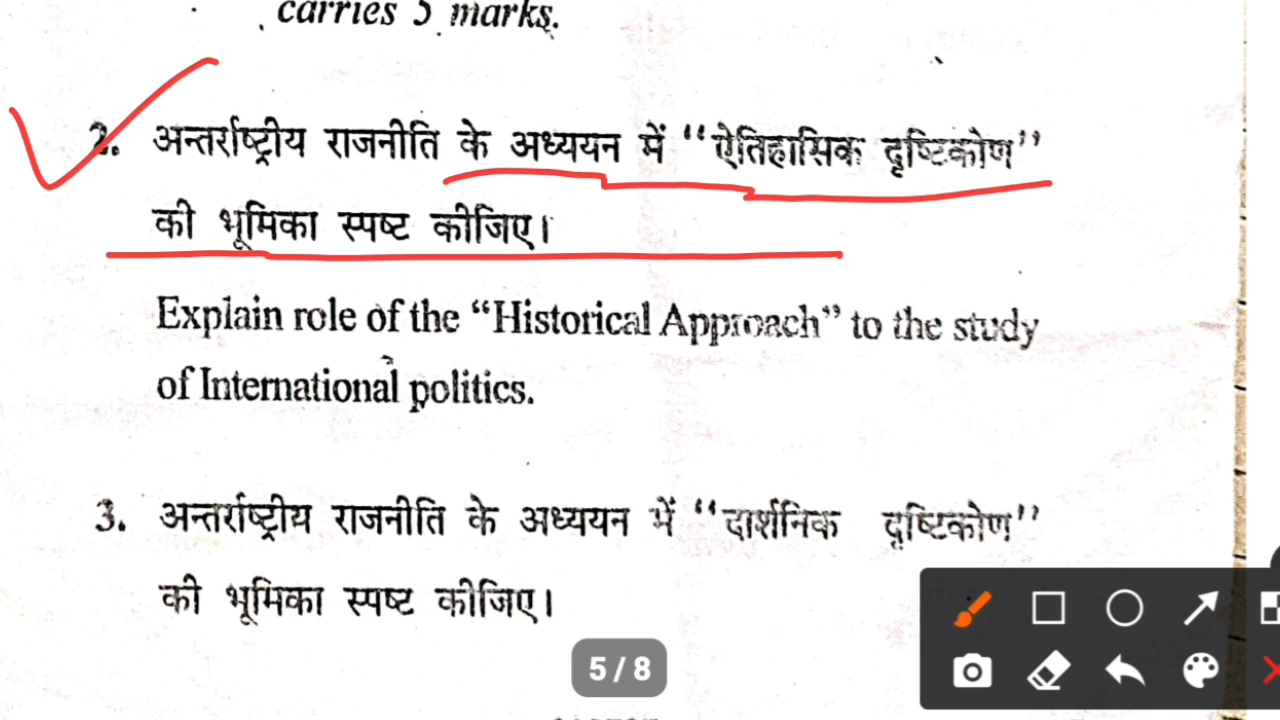 carries 5 marks.
2. अन्तर्राष्ट्रीय राजनीति के अध्ययन में ‘‘ऐतिहासिक दृष्टिकोण’’
की भूमिका स्पष्ट कीजिए।
Explain role of the “Historical Approach” to the study
of International politics.
3. अन्तर्राष्ट्रीय राजनीति के अध्ययन में ‘‘दार्शनिक दृष्टिकोण’’
की भूमिका स्पष्ट कीजिए।
5 / 8